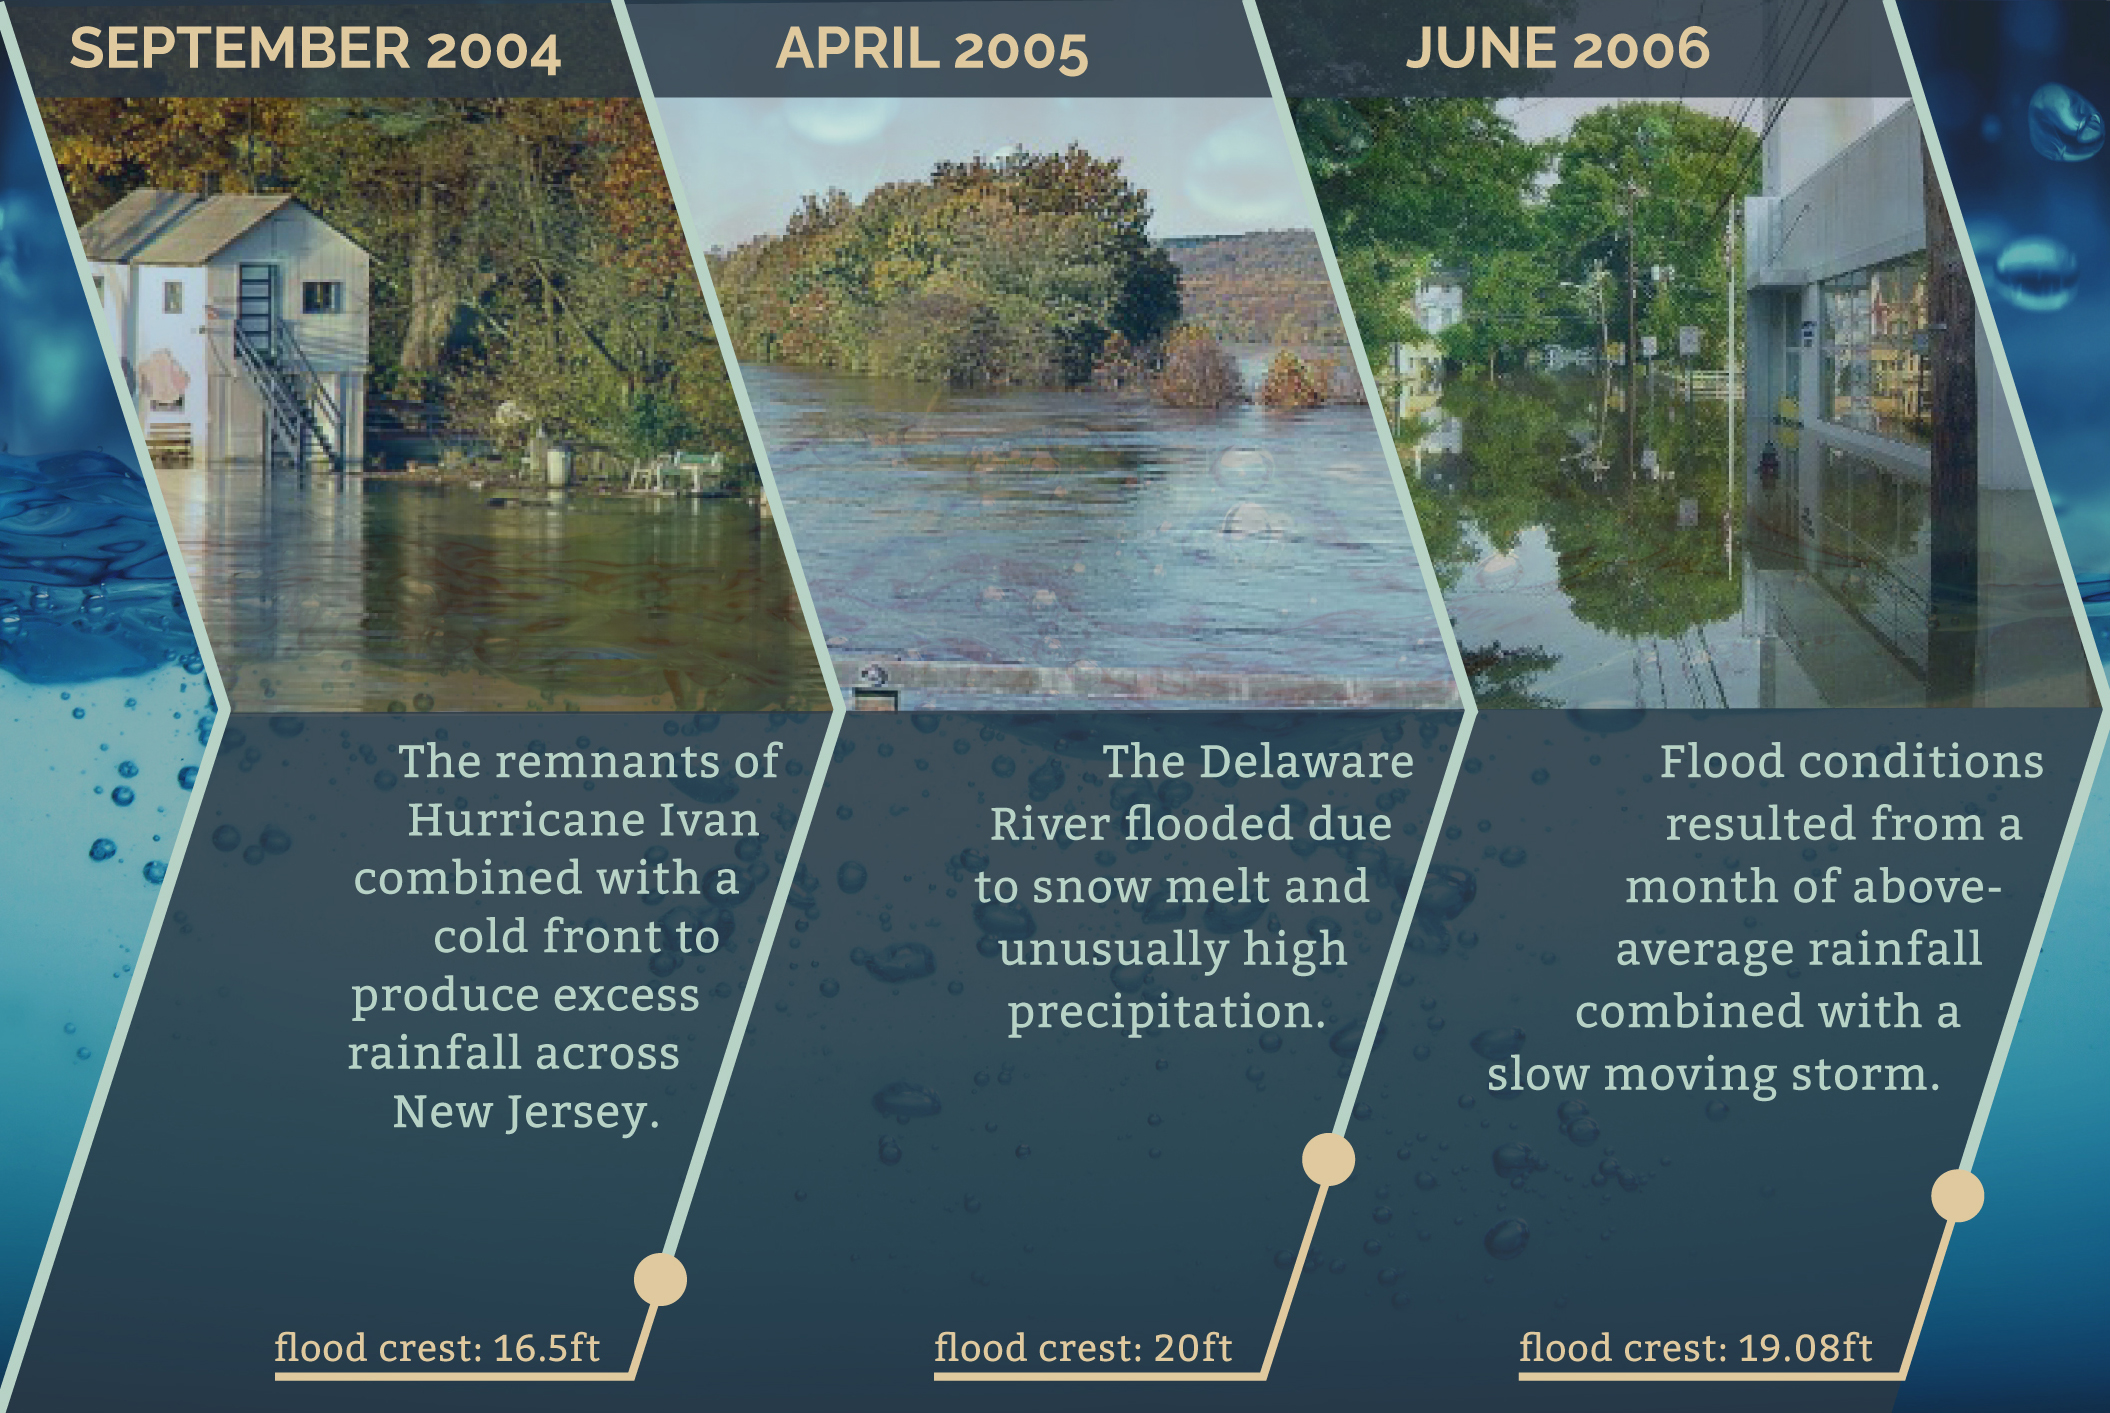 SEPTEMBER 2004
The remnants of
Hurricane Ivan
combined with a
cold front to
produce excess
rainfall across
New Jersey.
flood crest: 16.5ft
APRIL 2005
The Delaware
River flooded due
to snow melt and
unusually high
precipitation.
flood crest: 20ft
JUNE 2006
Flood conditions
resulted from a
month of above-
average rainfall
combined with a
slow moving storm.
flood crest: 19.08ft